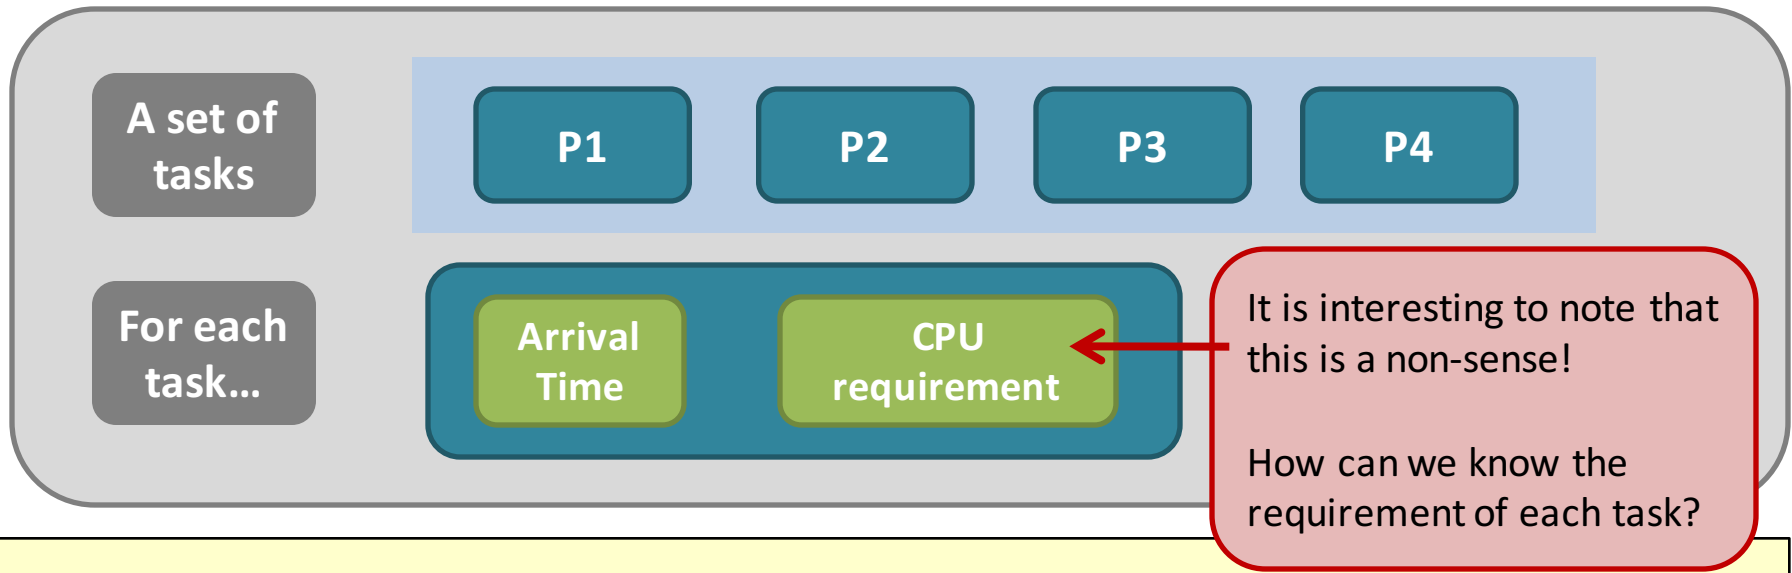 A set of
tasks
P1
P2
P3
P4
For each
task...
Arrival
Time
CPU
requirement
It is interesting to note that
this is a non-sense!
How can we know the
requirement of each task?